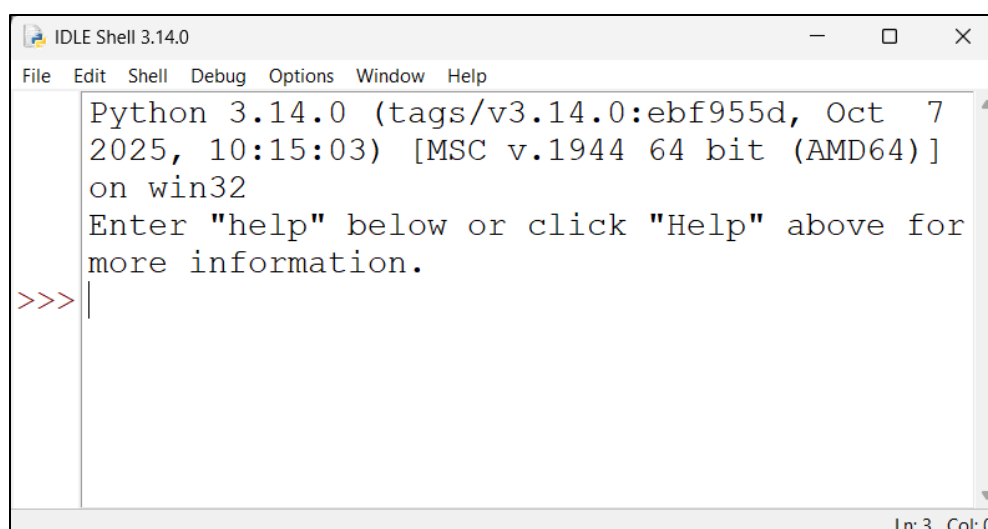 IDLE Shell 3.14.0
File Edit Shell Debug Options Window Help
Python 3.14.0 (tags/v3.14.0:ebf955d, Oct  7
2025, 10:15:03) [MSC v.1944 64 bit (AMD64)]
on win32
Enter "help" below or click "Help" above for
more information.
>>>
Ln: 3 Col: 0